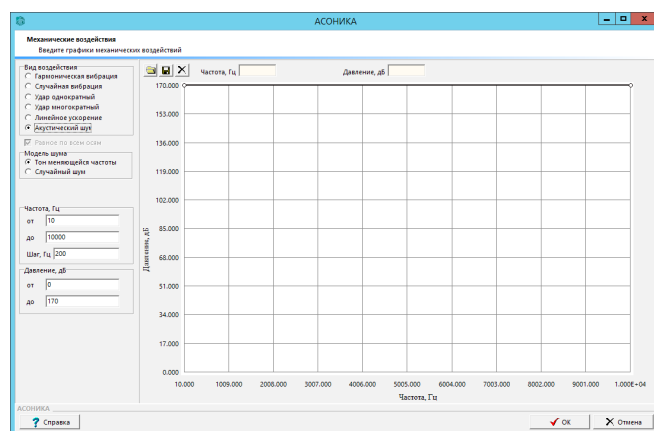 АСОНИКА
Механические воздействия
Введите графики механических воздействий
Вид воздействия
Гармоническая вибрация
Случайная вибрация
Удар однократный
Удар многократный
Линейное ускорение
Акустический шум
Равное по всем осям
Модель шума
Тон меняющейся частоты
Случайный шум
Частота, Гц
от 10
до 10000
Шаг, Гц 200
Давление, дБ
от 0
до 170
Частота, Гц Давление, дБ
170.000
153.000
136.000
119.000
102.000
85.000
68.000
51.000
34.000
17.000
0.000
Давление, дБ
10.000 1009.000 2008.000 3007.000 4006.000 5005.000 6004.000 7003.000 8002.000 9001.000 1.000E+04
Частота, Гц
АСОНИКА
? Справка OK Отмена